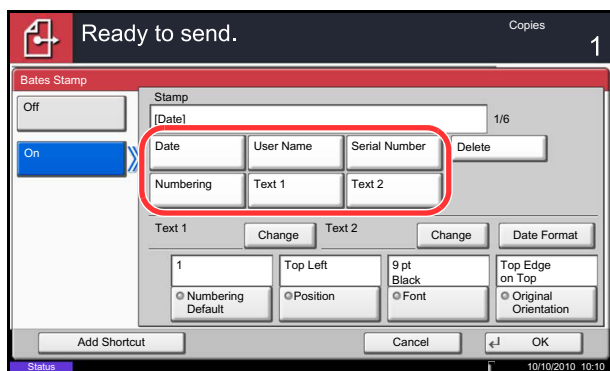 Ready to send.
Copies
1
Bates Stamp
Off
On
Stamp
[Date]
1/6
Date
User Name
Serial Number
Delete
Numbering
Text 1
Text 2
Text 1
Change
Text 2
Change
Date Format
1
Top Left
9 pt
Black
Top Edge
on Top
Numbering
Default
Position
Font
Original
Orientation
Add Shortcut
Cancel
OK
Status
10/10/2010 10:10